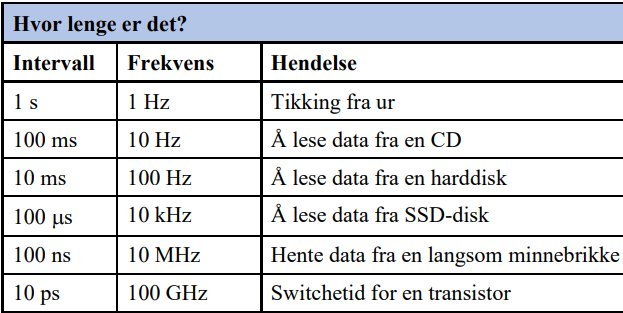 Hvor lenge er det?
Intervall Frekvens Hendelse
1 s 1 Hz Tikking fra ur
100 ms 10 Hz Å lese data fra en CD
10 ms 100 Hz Å lese data fra en harddisk
100 μs 10 kHz Å lese data fra SSD-disk
100 ns 10 MHz Hente data fra en langsom minnebrikke
10 ps 100 GHz Switchetid for en transistor